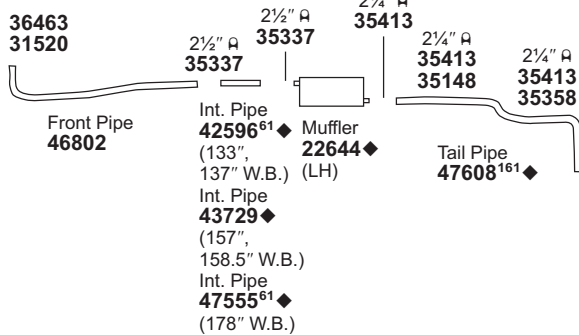 36463
31520
2½″
35337
2½″
35337
2¼″
35413
2¼″
35413
35148
2¼″
35413
35358
Front Pipe
46802
Int. Pipe
42596⁶¹◆
(133″,
137″ W.B.)
Int. Pipe
43729◆
(157″,
158.5″ W.B.)
Int. Pipe
47555⁶¹◆
(178″ W.B.)
Muffler
22644◆
(LH)
Tail Pipe
47608¹⁶¹◆